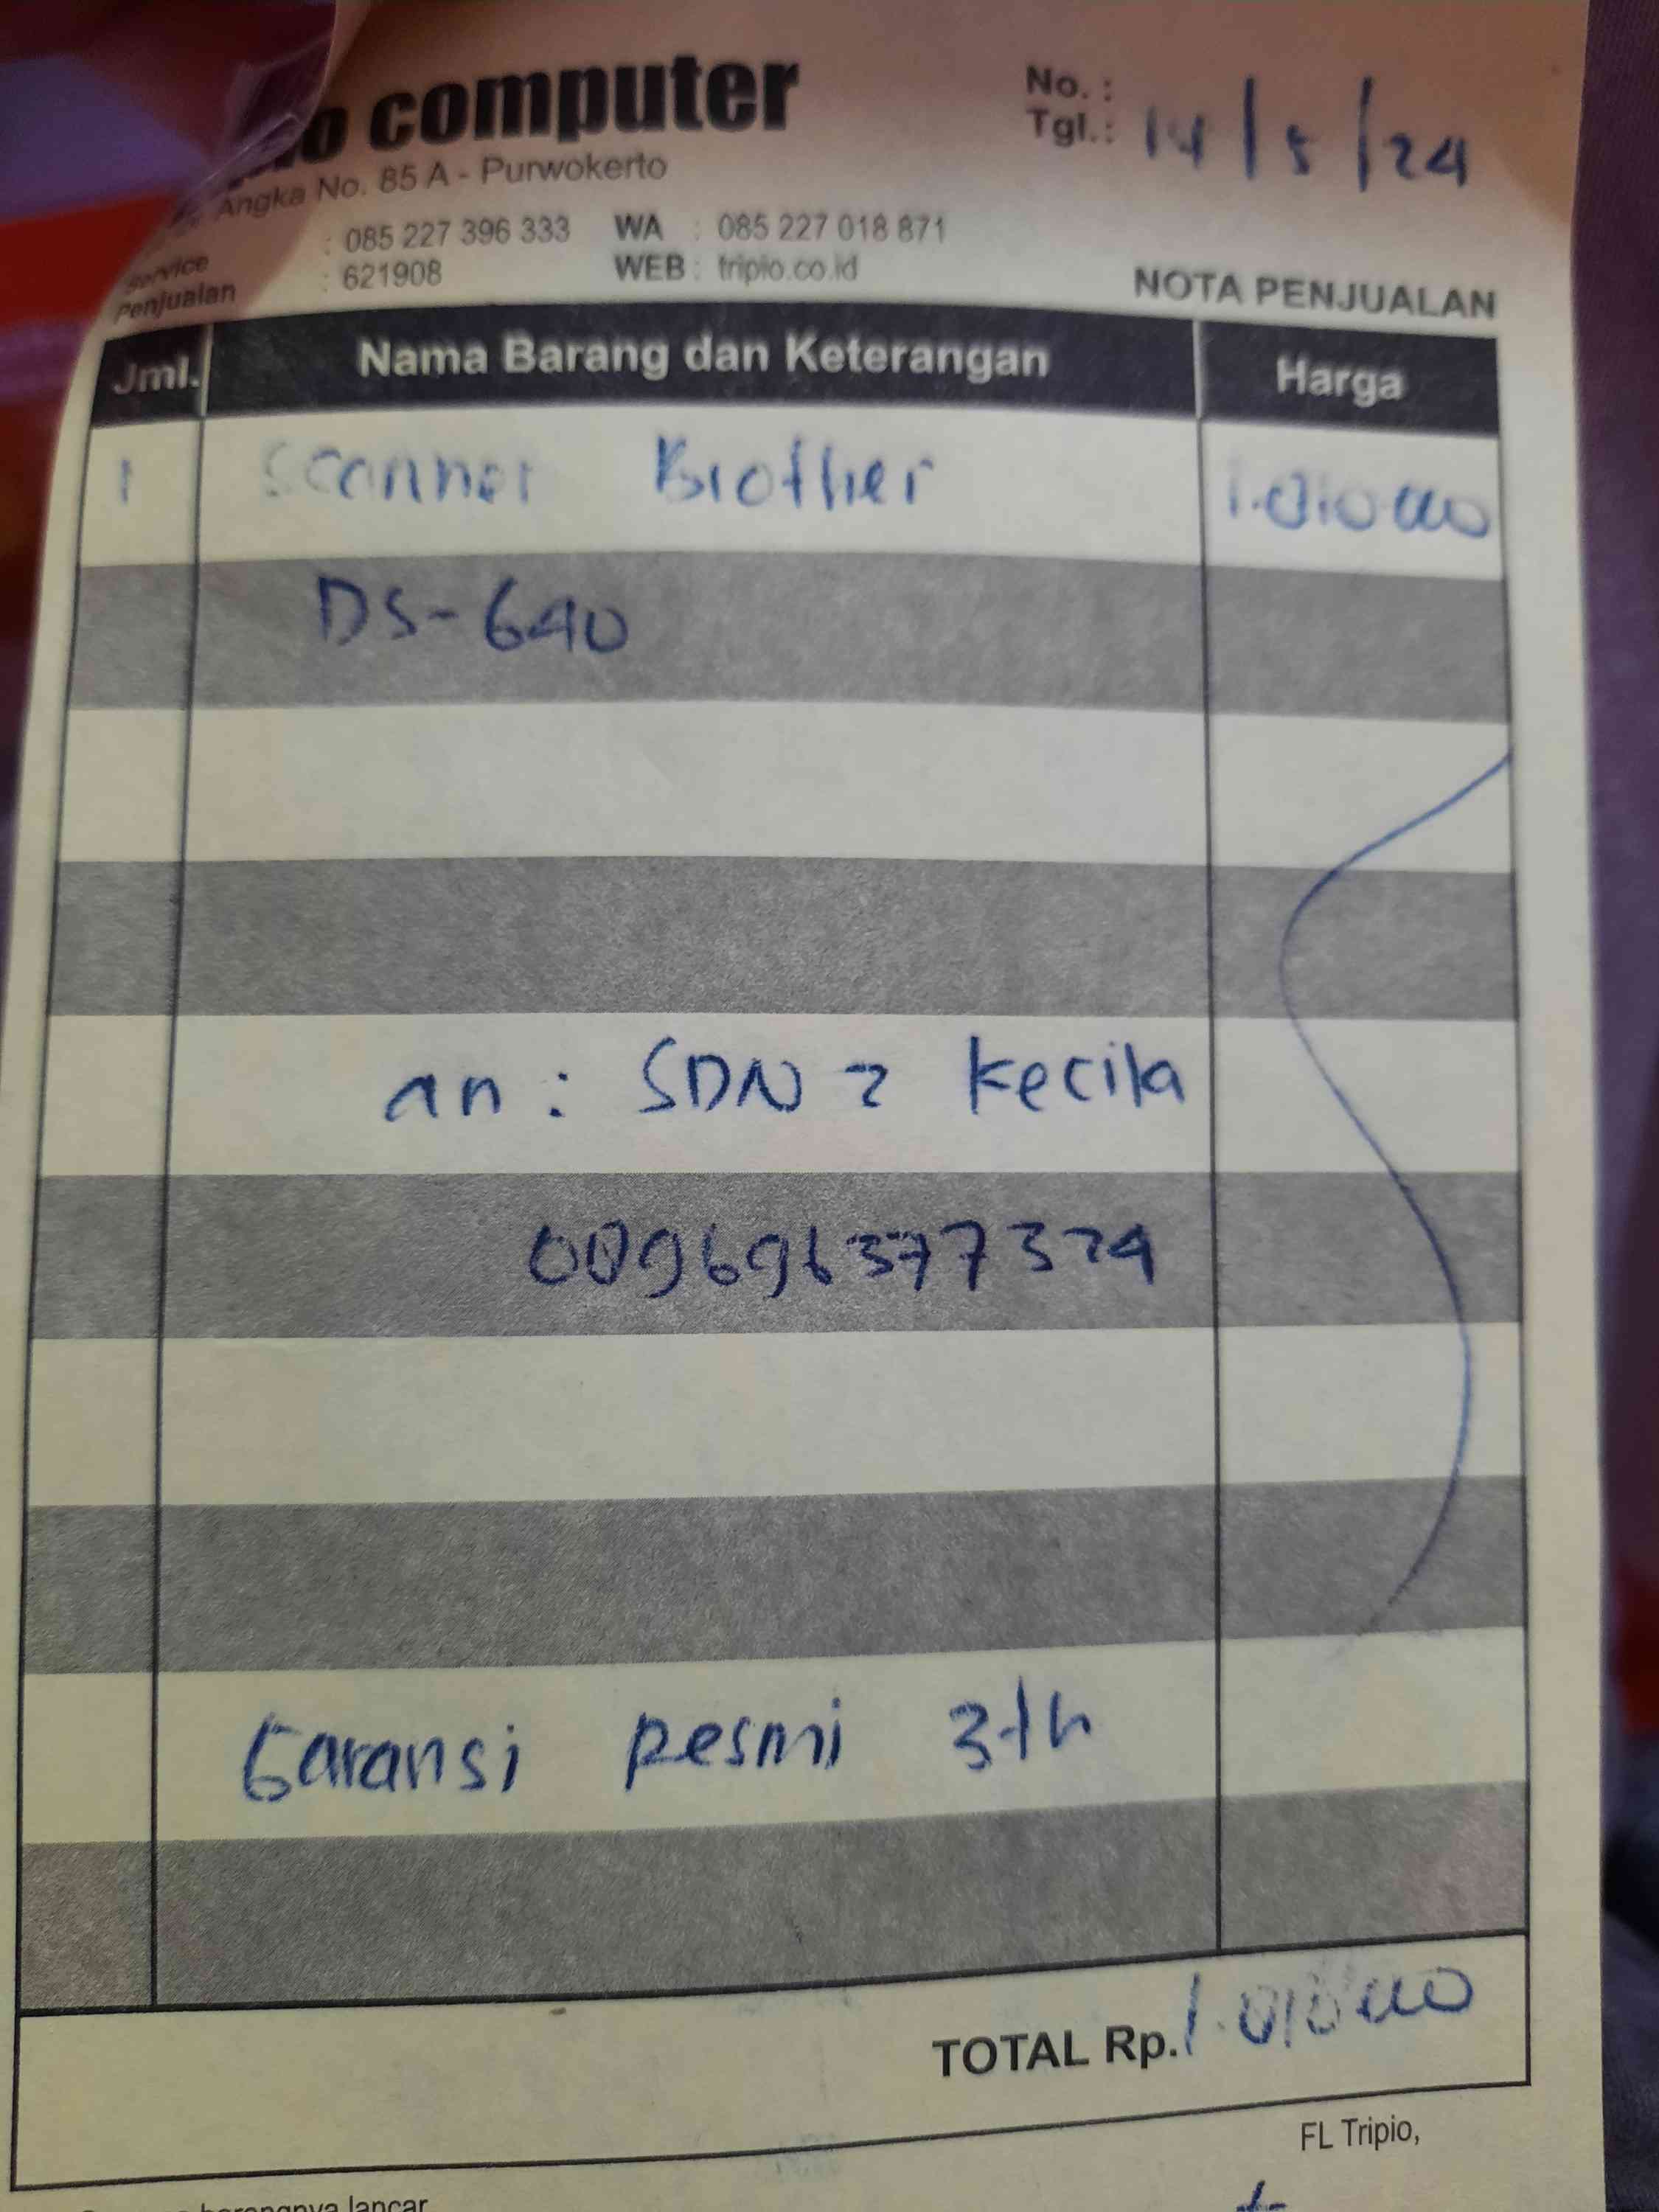 computer
No. :
Angka No. 85 A - Purwokerto
Tgl.: 14/5/24
Service : 085 227 396 333 WA : 085 227 018 871
Penjualan : 621908 WEB : tripio.co.id
NOTA PENJUALAN
Jml. Nama Barang dan Keterangan Harga
1 Scanner Brother 1.010.000
DS-640
an : SDN 2 Kecila
Garansi Resmi 3th
TOTAL Rp. 1.010.000
FL Tripio,
lancar